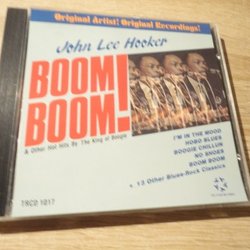 Original Artist! Original Recordings!
John Lee Hooker
BOOM
BOOM!
& Other Hot Hits By The King of Boogie
I'M IN THE MOOD
HOBO BLUES
BOOGIE CHILLUN
NO SHOES
BOOM BOOM
+ 13 Other Blues-Rock Classics
TRCD 1017